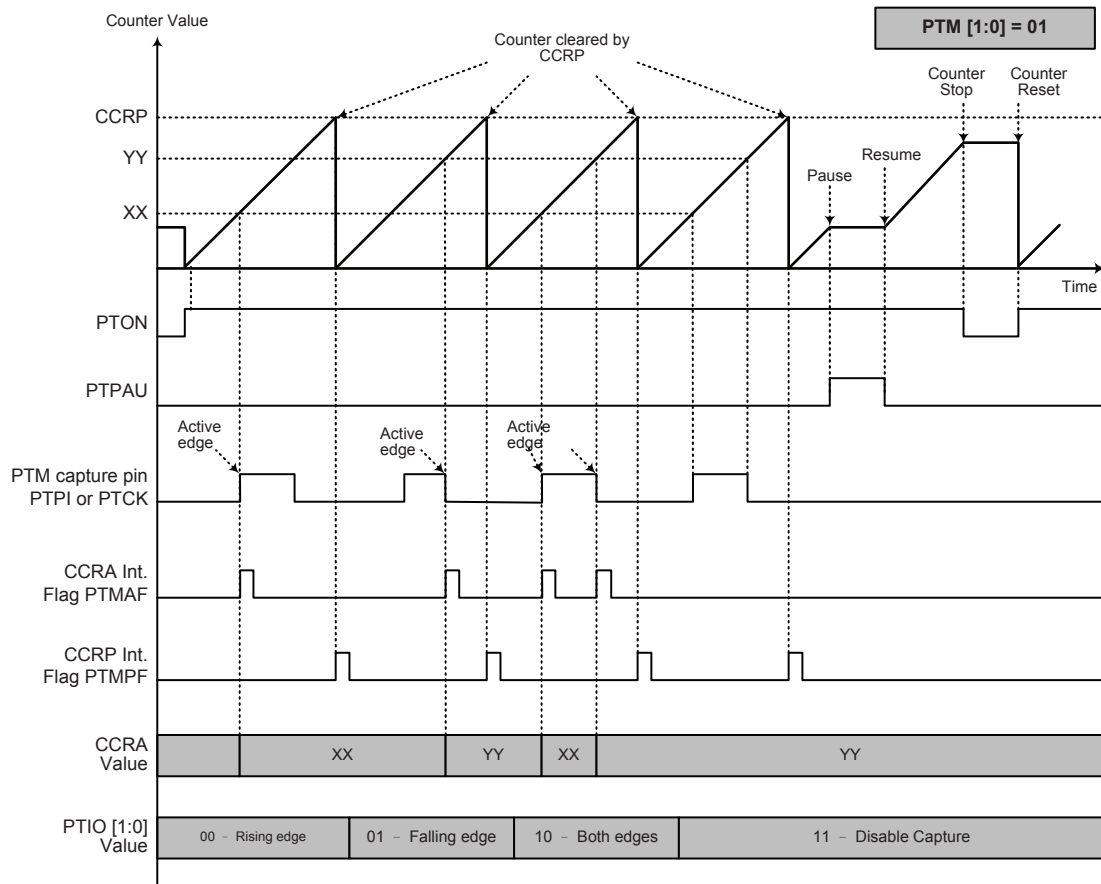 Counter Value
PTM [1:0] = 01
Counter cleared by
CCRP
Counter
Stop
Counter
Reset
CCRP
YY
XX
Pause
Resume
Time
PTON
PTPAU
Active
edge
Active
edge
Active
edge
PTM capture pin
PTPI or PTCK
CCRA Int.
Flag PTMAF
CCRP Int.
Flag PTMPF
CCRA
Value
XX
YY
XX
YY
PTIO [1:0]
Value
00 - Rising edge
01 - Falling edge
10 - Both edges
11 - Disable Capture